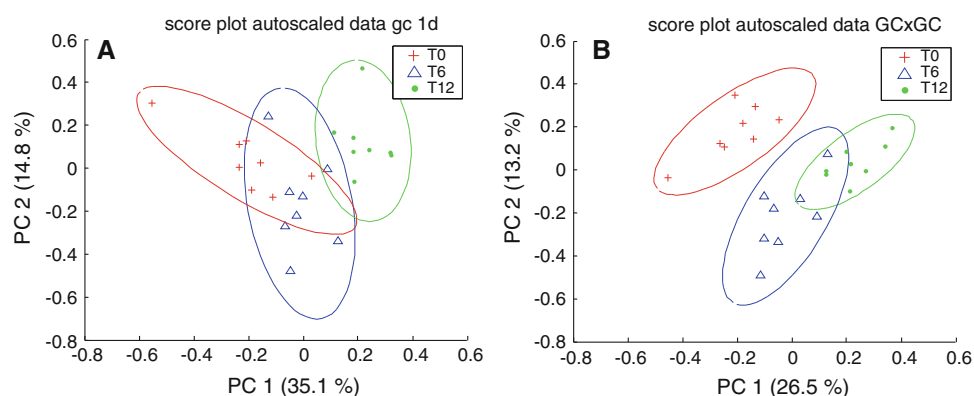 score plot autoscaled data gc 1d
A
T0
T6
T12
0.6
0.4
0.2
0
-0.2
-0.4
-0.6
-0.8
PC 2 (14.8 %)
-0.8 -0.6 -0.4 -0.2 0 0.2 0.4 0.6
PC 1 (35.1 %)
score plot autoscaled data GCxGC
B
T0
T6
T12
0.6
0.4
0.2
0
-0.2
-0.4
-0.6
-0.8
PC 2 (13.2 %)
-0.8 -0.6 -0.4 -0.2 0 0.2 0.4 0.6
PC 1 (26.5 %)